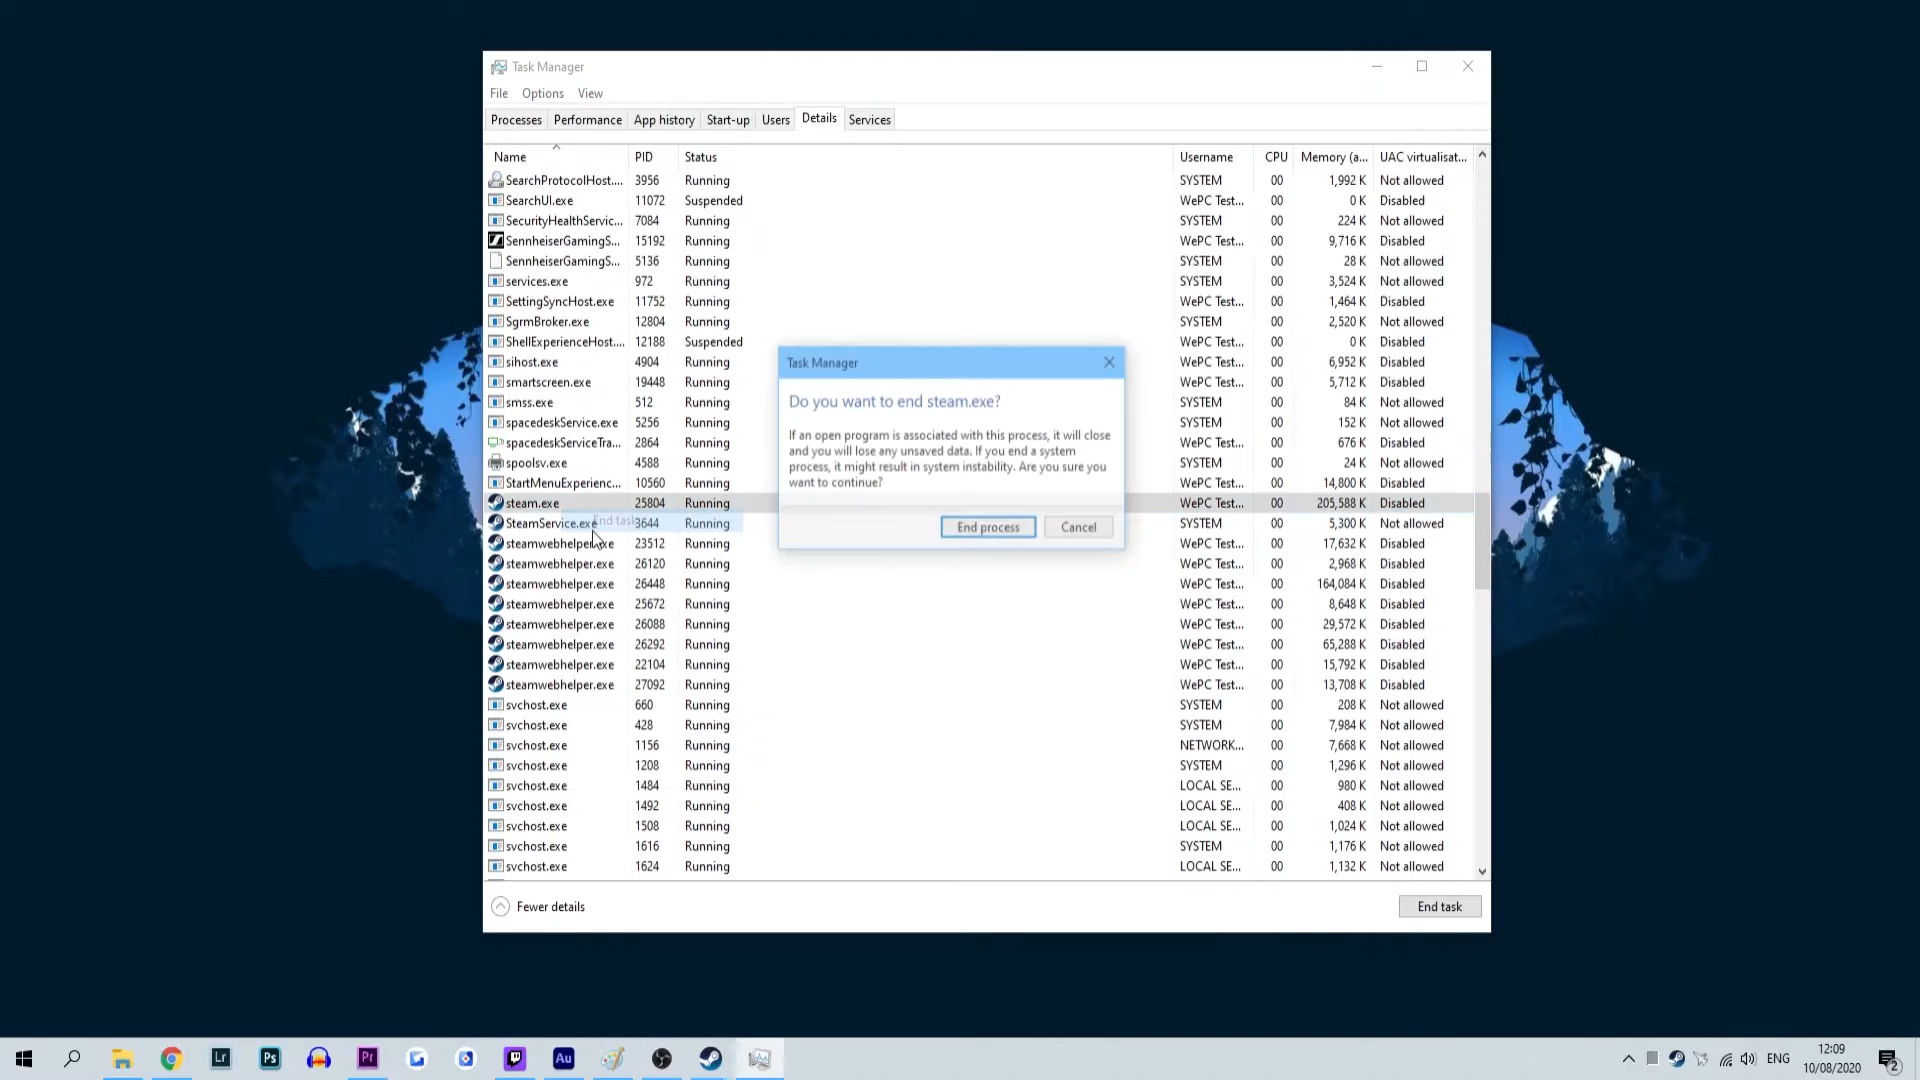 Task Manager
File Options View
Processes Performance App history Start-up Users Details Services
Name PID Status Username CPU Memory (a... UAC virtualisat...
SearchProtocolHost.... 3956 Running SYSTEM 00 1,992 K Not allowed
SearchUI.exe 11072 Suspended WePC Test... 00 0 K Disabled
SecurityHealthServic... 7084 Running SYSTEM 00 224 K Not allowed
SennheiserGamingS... 15192 Running WePC Test... 00 9,716 K Disabled
SennheiserGamingS... 5136 Running SYSTEM 00 28 K Not allowed
services.exe 972 Running SYSTEM 00 3,524 K Not allowed
SettingSyncHost.exe 11752 Running WePC Test... 00 1,464 K Disabled
SgrmBroker.exe 12804 Running SYSTEM 00 2,520 K Not allowed
ShellExperienceHost.... 12188 Suspended WePC Test... 00 0 K Disabled
sihost.exe 4904 Running WePC Test... 00 6,952 K Disabled
smartscreen.exe 19448 Running WePC Test... 00 5,712 K Disabled
smss.exe 512 Running SYSTEM 00 84 K Not allowed
spacedeskService.exe 5256 Running SYSTEM 00 152 K Not allowed
spacedeskServiceTra... 2864 Running WePC Test... 00 676 K Disabled
spoolsv.exe 4588 Running SYSTEM 00 24 K Not allowed
StartMenuExperienc... 10560 Running WePC Test... 00 14,800 K Disabled
steam.exe 25804 Running WePC Test... 00 205,588 K Disabled
SteamService.exe 3644 Running SYSTEM 00 5,300 K Not allowed
End task
steamwebhelper.exe 23512 Running WePC Test... 00 17,632 K Disabled
steamwebhelper.exe 26120 Running WePC Test... 00 2,968 K Disabled
steamwebhelper.exe 26448 Running WePC Test... 00 164,084 K Disabled
steamwebhelper.exe 25672 Running WePC Test... 00 8,648 K Disabled
steamwebhelper.exe 26088 Running WePC Test... 00 29,572 K Disabled
steamwebhelper.exe 26292 Running WePC Test... 00 65,288 K Disabled
steamwebhelper.exe 22104 Running WePC Test... 00 15,792 K Disabled
steamwebhelper.exe 27092 Running WePC Test... 00 13,708 K Disabled
svchost.exe 660 Running SYSTEM 00 208 K Not allowed
svchost.exe 428 Running SYSTEM 00 7,984 K Not allowed
svchost.exe 1156 Running NETWORK... 00 7,668 K Not allowed
svchost.exe 1208 Running SYSTEM 00 1,296 K Not allowed
svchost.exe 1484 Running LOCAL SE... 00 980 K Not allowed
svchost.exe 1492 Running LOCAL SE... 00 408 K Not allowed
svchost.exe 1508 Running LOCAL SE... 00 1,024 K Not allowed
svchost.exe 1616 Running SYSTEM 00 1,176 K Not allowed
svchost.exe 1624 Running LOCAL SE... 00 1,132 K Not allowed
Task Manager
Do you want to end steam.exe?
If an open program is associated with this process, it will close
and you will lose any unsaved data. If you end a system
process, it might result in system instability. Are you sure you
want to continue?
End process Cancel
Fewer details End task
Lr Ps Pr Au
ENG 12:09
10/08/2020
2